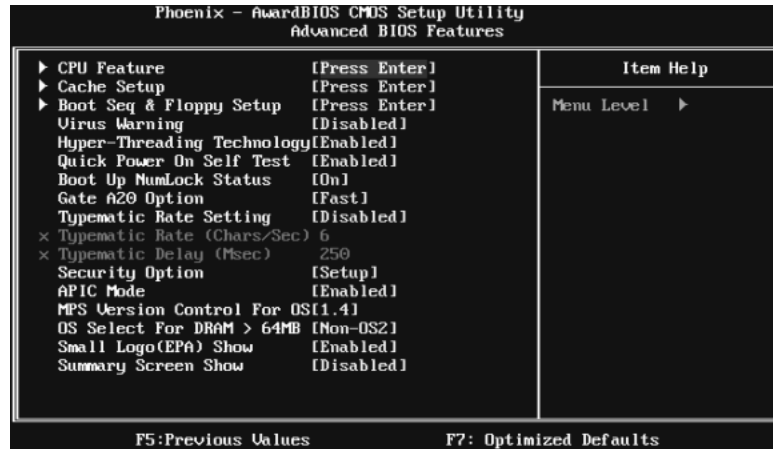 Phoenix - AwardBIOS CMOS Setup Utility
Advanced BIOS Features
▶ CPU Feature [Press Enter]
▶ Cache Setup [Press Enter]
▶ Boot Seq & Floppy Setup [Press Enter]
Virus Warning [Disabled]
Hyper-Threading Technology[Enabled]
Quick Power On Self Test [Enabled]
Boot Up NumLock Status [On]
Gate A20 Option [Fast]
Typematic Rate Setting [Disabled]
x Typematic Rate (Chars/Sec) 6
x Typematic Delay (Msec) 250
Security Option [Setup]
APIC Mode [Enabled]
MPS Version Control For OS[1.4]
OS Select For DRAM > 64MB [Non-OS2]
Small Logo(EPA) Show [Enabled]
Summary Screen Show [Disabled]
Item Help
Menu Level ▶
F5:Previous Values F7: Optimized Defaults